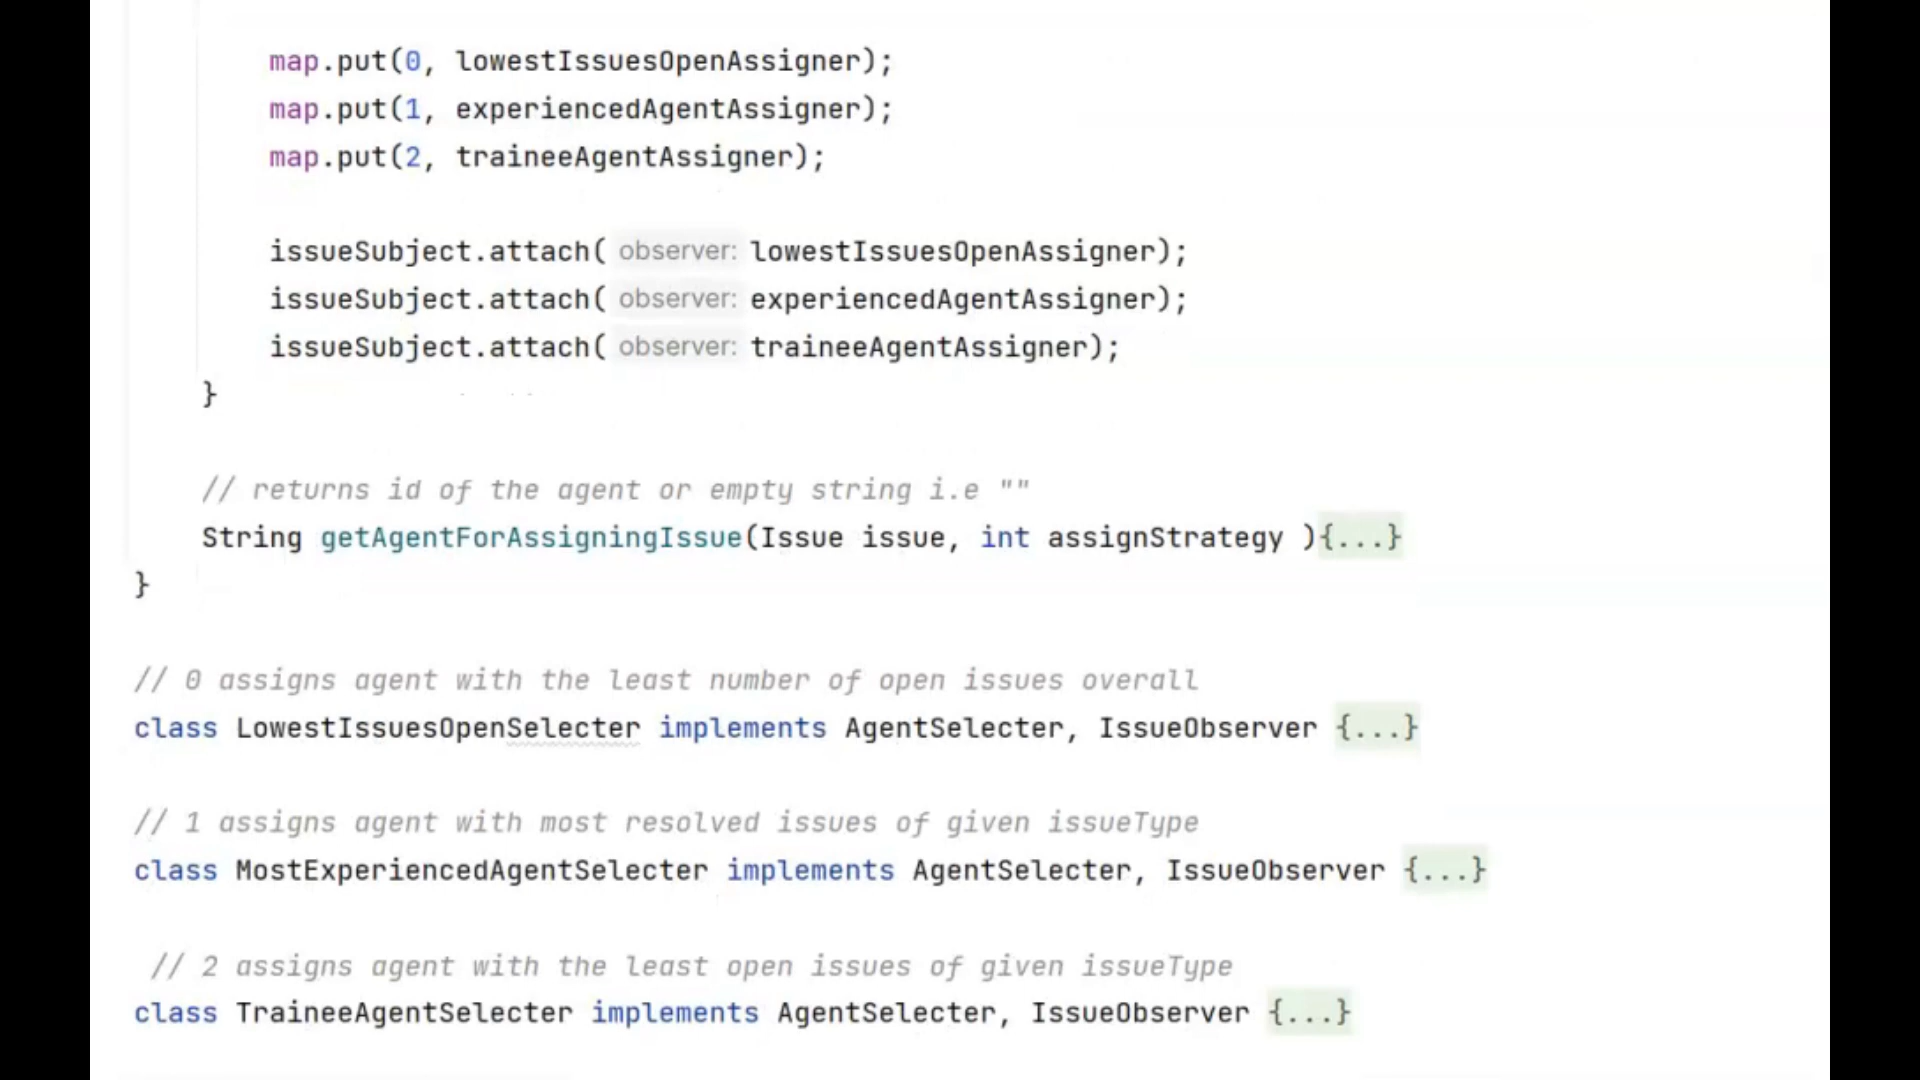 map.put(0, lowestIssuesOpenAssigner);
map.put(1, experiencedAgentAssigner);
map.put(2, traineeAgentAssigner);
issueSubject.attach( observer: lowestIssuesOpenAssigner);
issueSubject.attach( observer: experiencedAgentAssigner);
issueSubject.attach( observer: traineeAgentAssigner);
}
// returns id of the agent or empty string i.e ""
String getAgentForAssigningIssue(Issue issue, int assignStrategy ){...}
}
// 0 assigns agent with the least number of open issues overall
class LowestIssuesOpenSelecter implements AgentSelecter, IssueObserver {...}
// 1 assigns agent with most resolved issues of given issueType
class MostExperiencedAgentSelecter implements AgentSelecter, IssueObserver {...}
// 2 assigns agent with the least open issues of given issueType
class TraineeAgentSelecter implements AgentSelecter, IssueObserver {...}